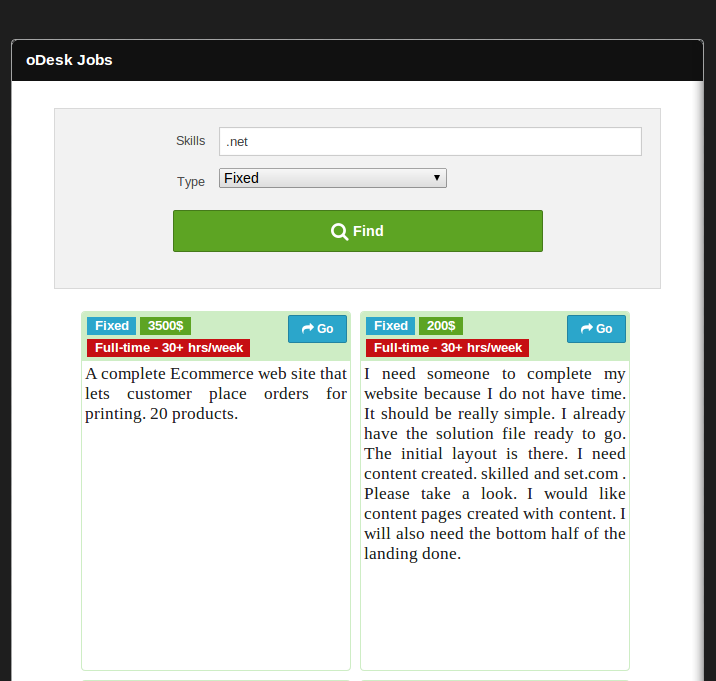 oDesk Jobs
Skills
.net
Type
Fixed
Find
Fixed 3500$ Go
Full-time - 30+ hrs/week
A complete Ecommerce web site that
lets customer place orders for
printing. 20 products.
Fixed 200$ Go
Full-time - 30+ hrs/week
I need someone to complete my
website because I do not have time.
It should be really simple. I already
have the solution file ready to go.
The initial layout is there. I need
content created. skilled and set.com .
Please take a look. I would like
content pages created with content. I
will also need the bottom half of the
landing done.